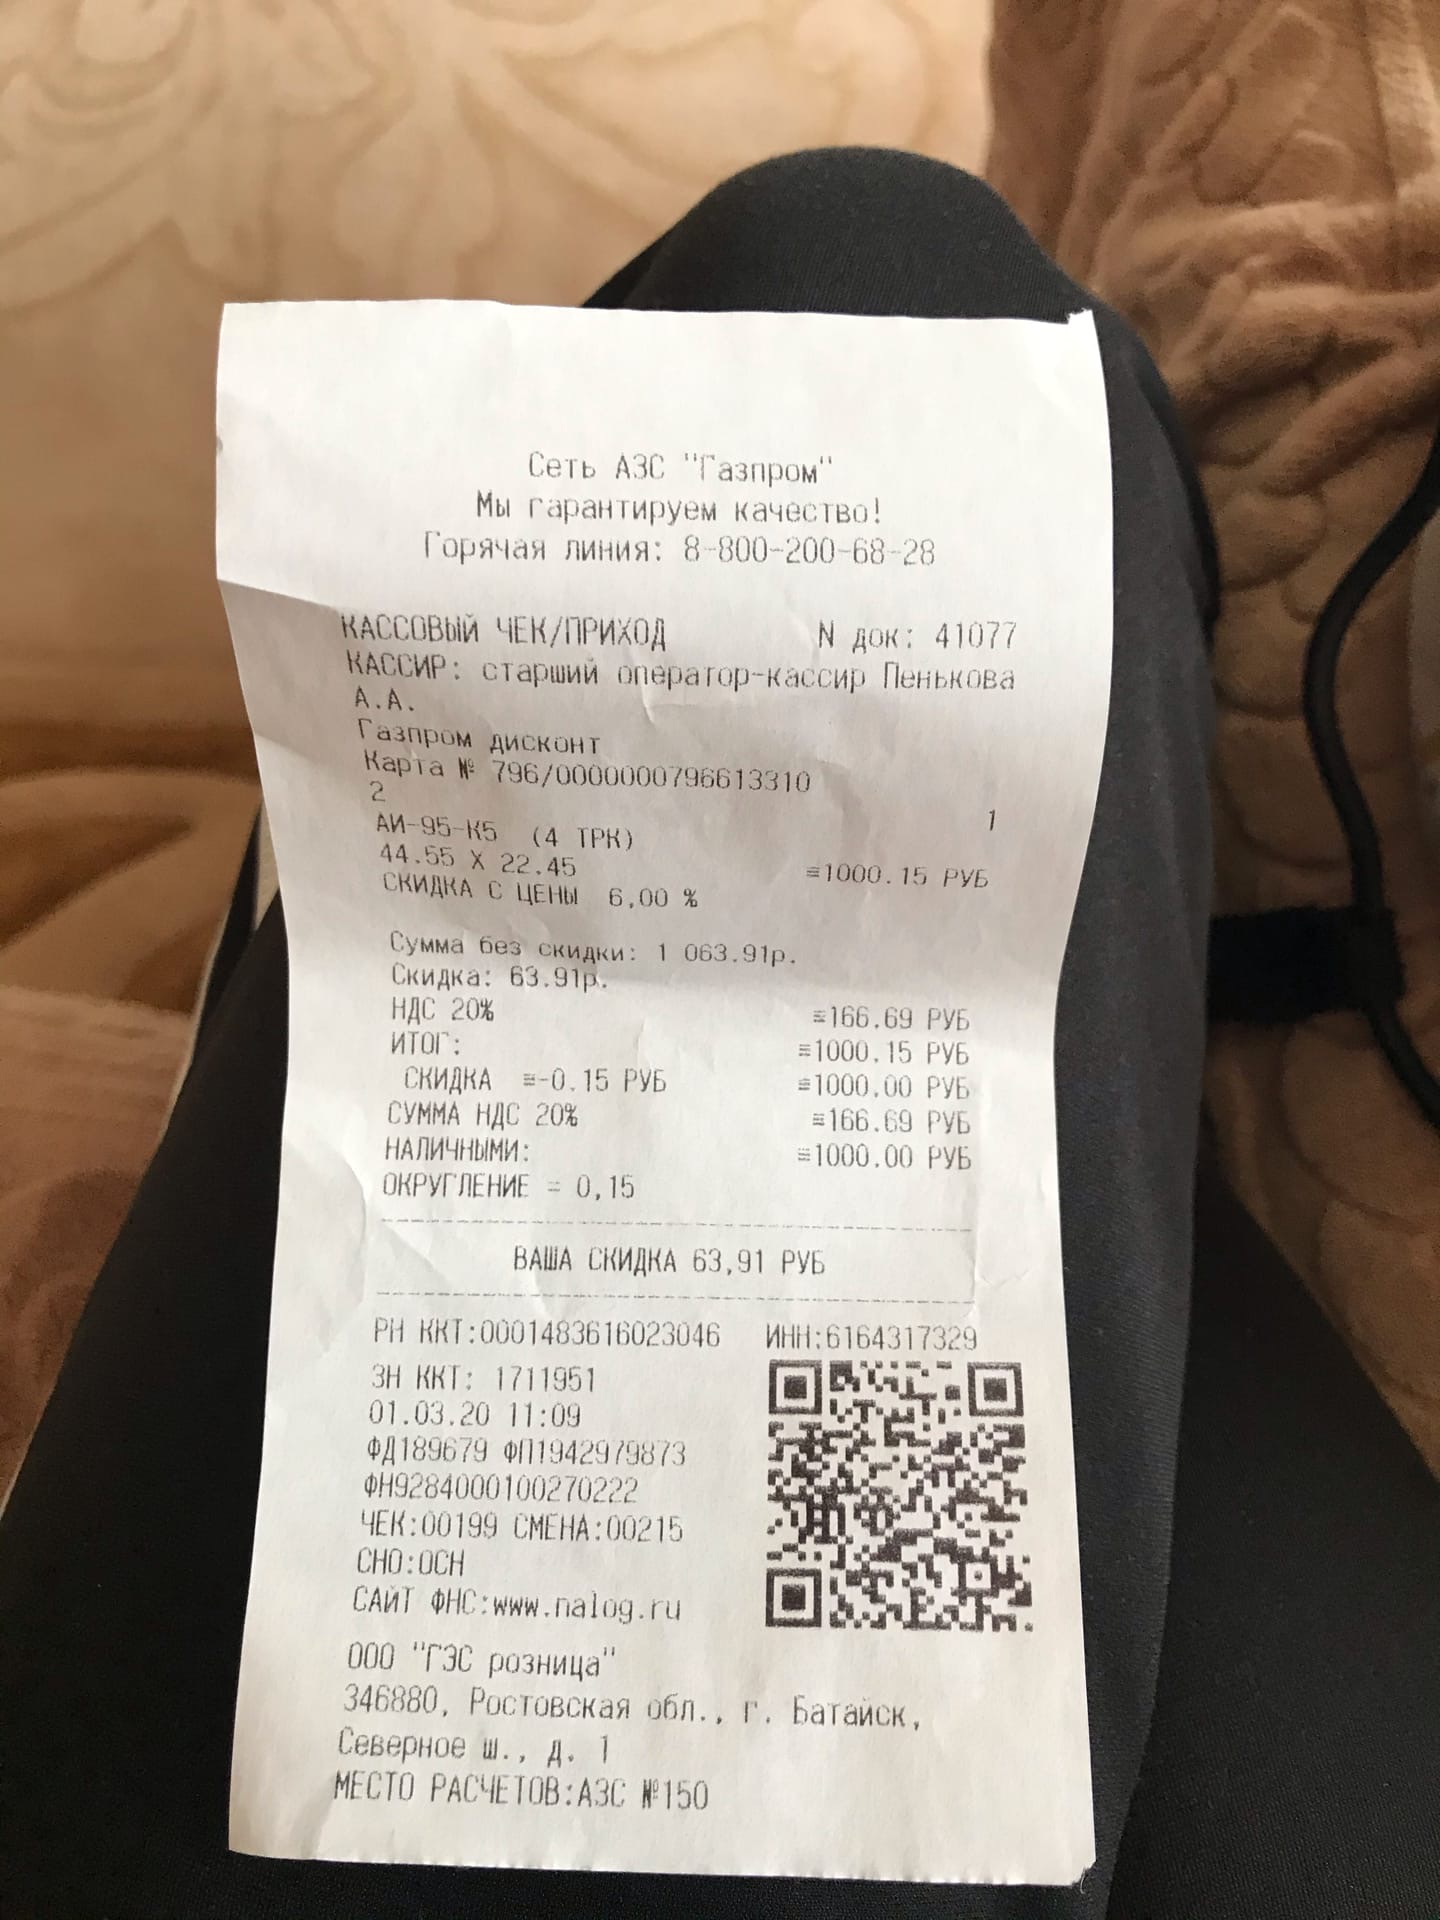 Сеть АЗС "Газпром"
Мы гарантируем качество!
Горячая линия: 8-800-200-68-28
КАССОВЫЙ ЧЕК/ПРИХОД N док: 41077
КАССИР: старший оператор-кассир Пенькова
А.А.
Газпром дисконт
Карта № 796/0000000796613310
2
1
АИ-95-К5 (4 ТРК)
44.55 X 22.45 ≡1000.15 РУБ
СКИДКА С ЦЕНЫ 6,00 %
Сумма без скидки: 1 063.91р.
Скидка: 63.91р.
НДС 20% ≡166.69 РУБ
ИТОГ: ≡1000.15 РУБ
СКИДКА ≡-0.15 РУБ ≡1000.00 РУБ
СУММА НДС 20% ≡166.69 РУБ
НАЛИЧНЫМИ: ≡1000.00 РУБ
ОКРУГЛЕНИЕ = 0,15
ВАША СКИДКА 63,91 РУБ
РН ККТ:0001483616023046 ИНН:6164317329
ЗН ККТ: 1711951
01.03.20 11:09
ФД189679 ФП1942979873
ФН9284000100270222
ЧЕК:00199 СМЕНА:00215
СНО:ОСН
САЙТ ФНС:www.nalog.ru
ООО "ГЭС розница"
346880, Ростовская обл., г. Батайск,
Северное ш., д. 1
МЕСТО РАСЧЕТОВ:АЗС №150